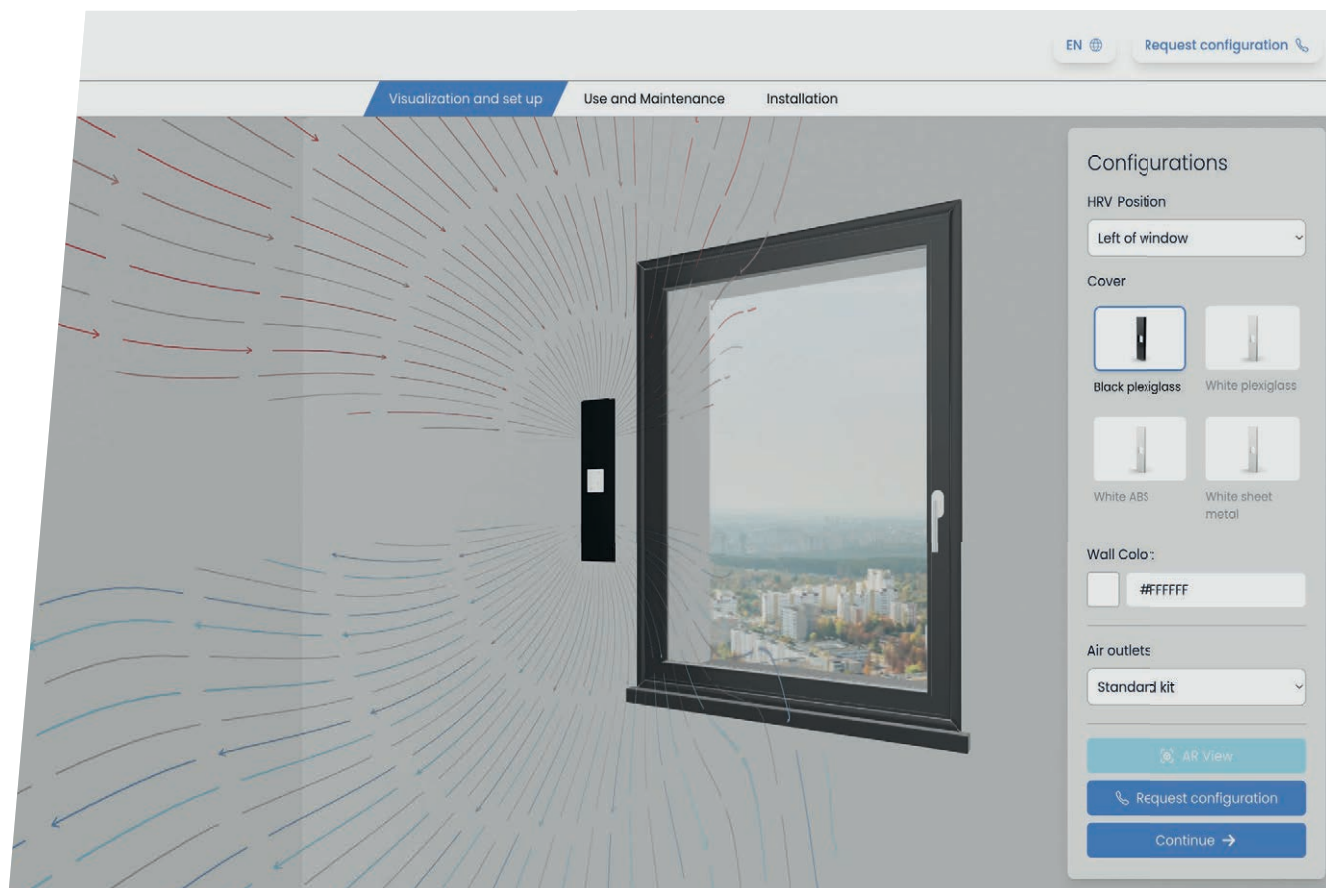 EN
Request configuration
Visualization and set up
Use and Maintenance
Installation
Configurations
HRV Position
Left of window
Cover
Black plexiglass
White plexiglass
White ABS
White sheet
metal
Wall Color:
#FFFFFF
Air outlets
Standard kit
AR View
Request configuration
Continue →